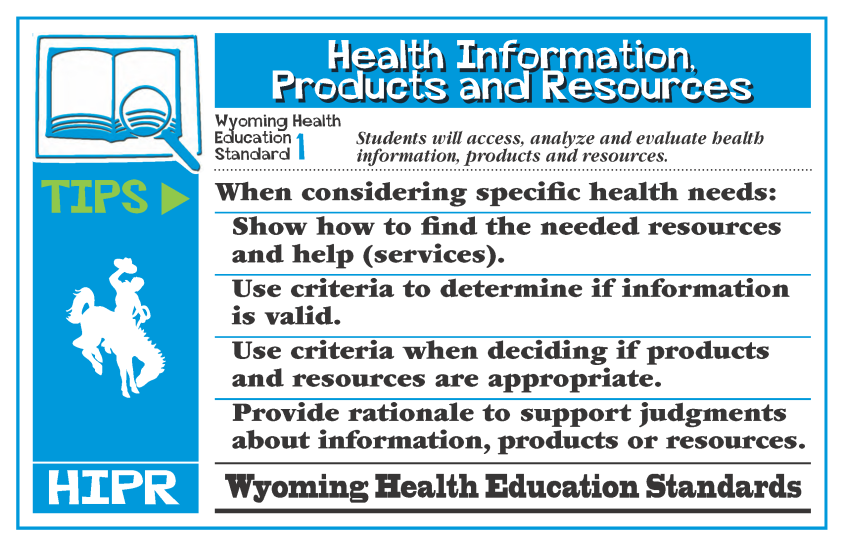 Health Information,
Products and Resources
Wyoming Health
Education
Standard 1
Students will access, analyze and evaluate health
information, products and resources.
TIPS
When considering specific health needs:
Show how to find the needed resources
and help (services).
Use criteria to determine if information
is valid.
Use criteria when deciding if products
and resources are appropriate.
Provide rationale to support judgments
about information, products or resources.
HIPR
Wyoming Health Education Standards